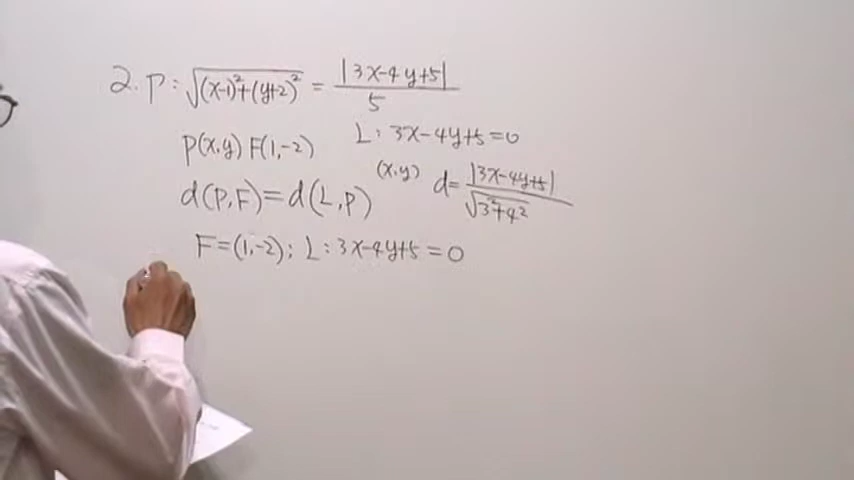 2. P : √(x-1)²+(y+2)² = |3x-4y+5| / 5
P(x,y) F(1,-2) L : 3x-4y+5=0
d(P,F)=d(L,P) (x,y) d= |3x-4y+5| / √3²+4²
F=(1,-2); L : 3x-4y+5=0